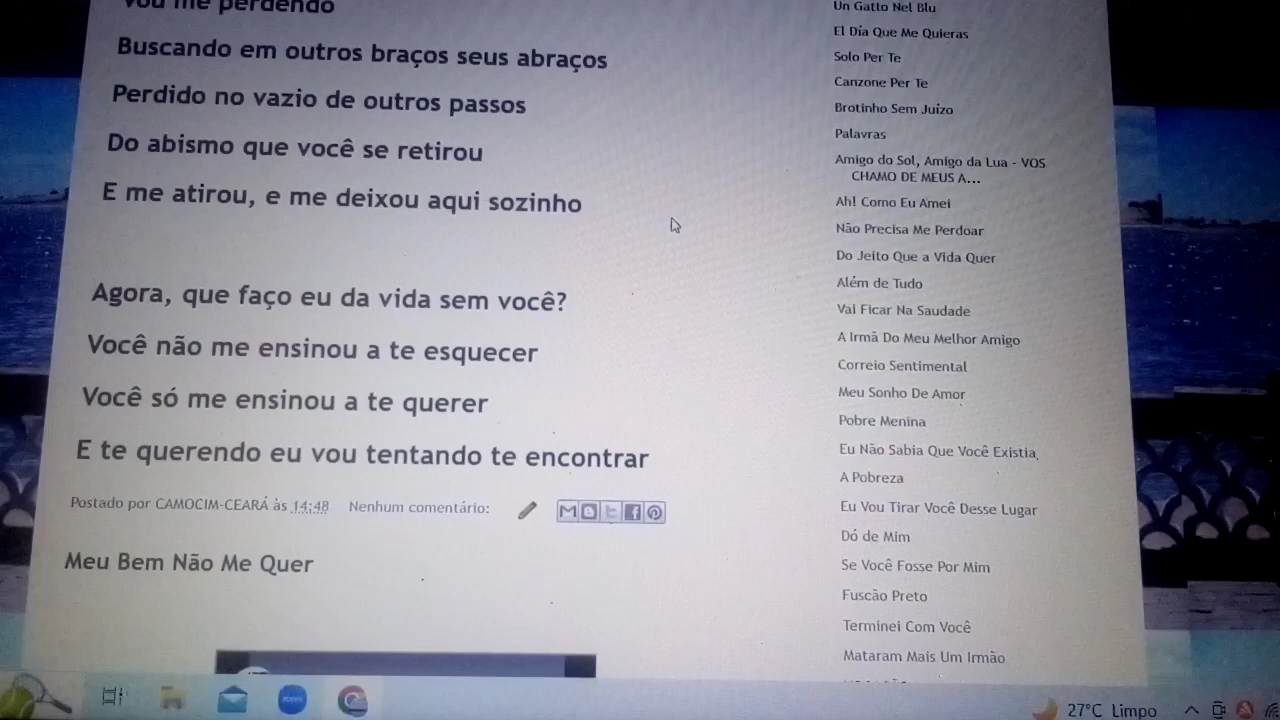 Vou me perdendo
Buscando em outros braços seus abraços
Perdido no vazio de outros passos
Do abismo que você se retirou
E me atirou, e me deixou aqui sozinho
Agora, que faço eu da vida sem você?
Você não me ensinou a te esquecer
Você só me ensinou a te querer
E te querendo eu vou tentando te encontrar
Postado por CAMOCIM-CEARÁ às 14:48 Nenhum comentário:
Meu Bem Não Me Quer
Un Gatto Nel Blu
El Día Que Me Quieras
Solo Per Te
Canzone Per Te
Brotinho Sem Juízo
Palavras
Amigo do Sol, Amigo da Lua - VOS
CHAMO DE MEUS A...
Ah! Como Eu Amei
Não Precisa Me Perdoar
Do Jeito Que a Vida Quer
Além de Tudo
Vai Ficar Na Saudade
A Irmã Do Meu Melhor Amigo
Correio Sentimental
Meu Sonho De Amor
Pobre Menina
Eu Não Sabia Que Você Existia
A Pobreza
Eu Vou Tirar Você Desse Lugar
Dó de Mim
Se Você Fosse Por Mim
Fuscão Preto
Terminei Com Você
Mataram Mais Um Irmão
zoom
27°C Limpo